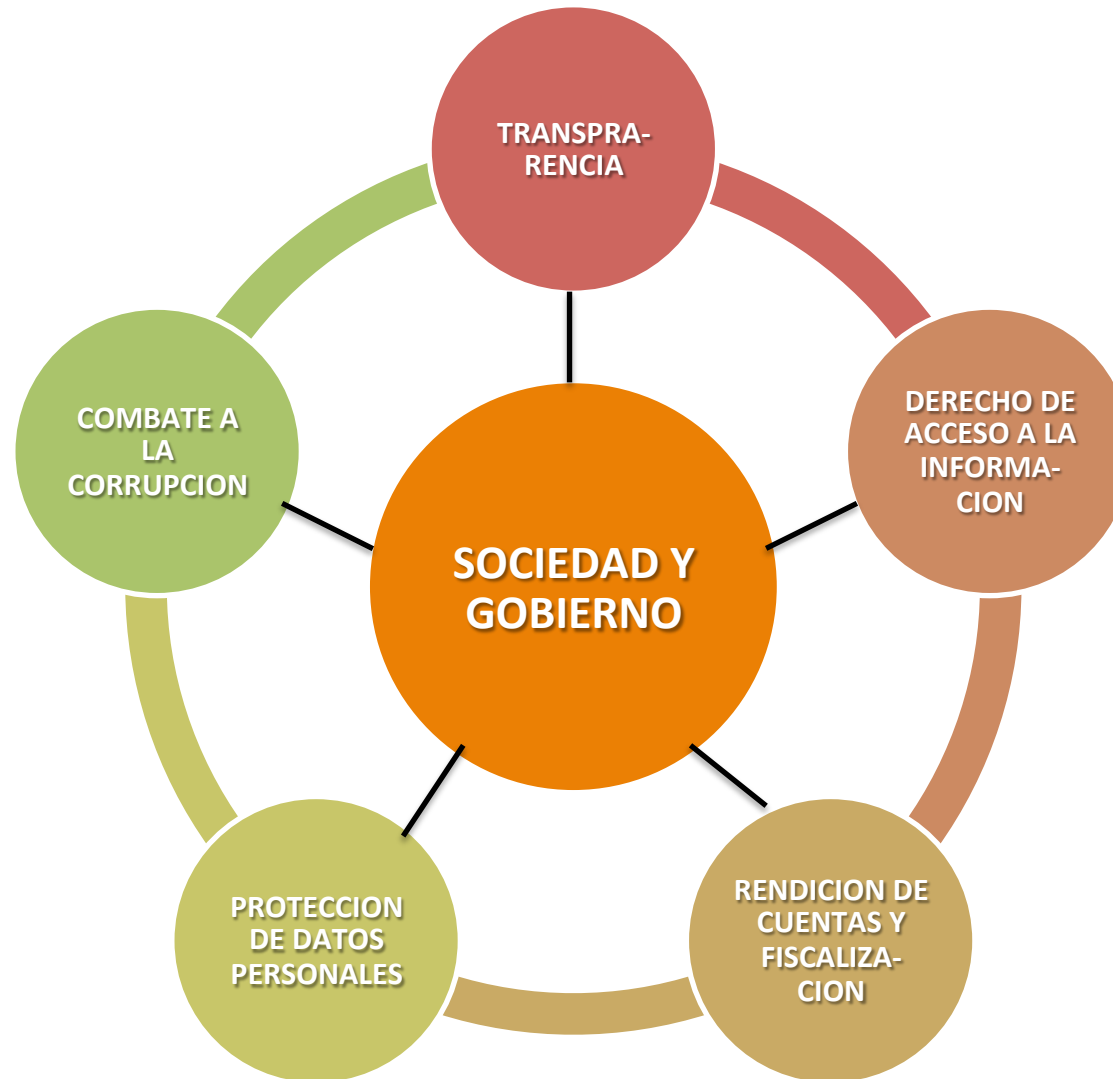 TRANSPRA-
RENCIA
DERECHO DE
ACCESO A LA
INFORMA-
CION
COMBATE A
LA
CORRUPCION
SOCIEDAD Y
GOBIERNO
RENDICION DE
CUENTAS Y
FISCALIZA-
CION
PROTECCION
DE DATOS
PERSONALES